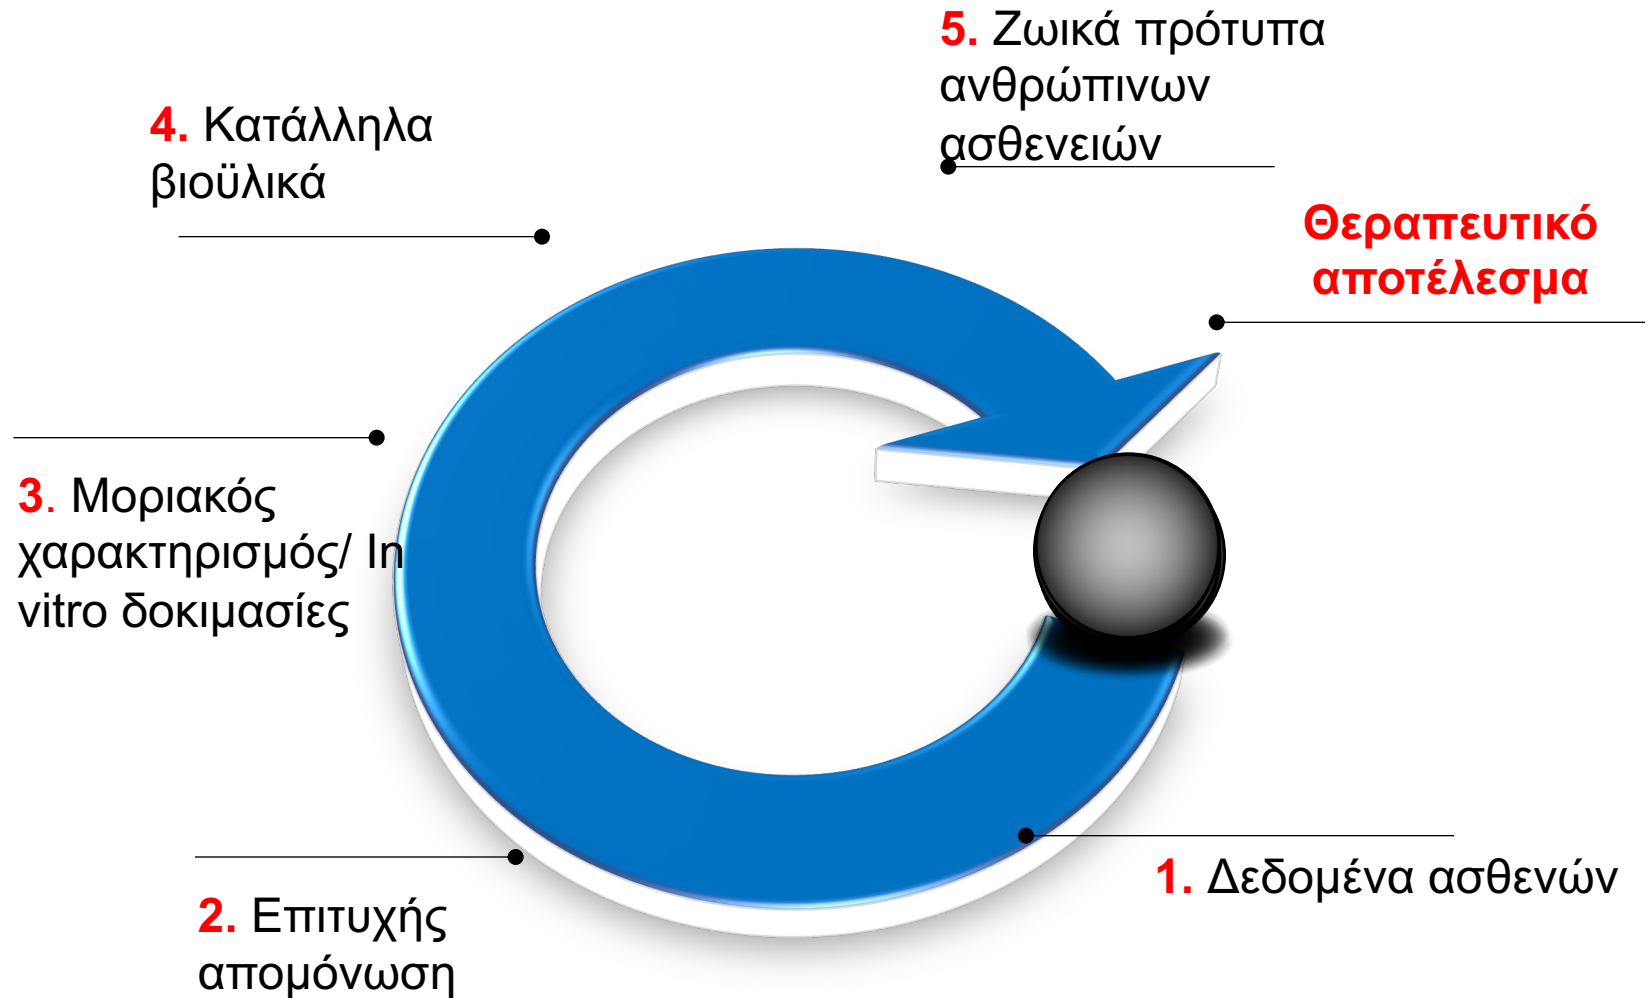 5. Ζωικά πρότυπα
ανθρώπινων
ασθενειών
4. Κατάλληλα
βιοϋλικά
Θεραπευτικό
αποτέλεσμα
3. Μοριακός
χαρακτηρισμός/ In
vitro δοκιμασίες
1. Δεδομένα ασθενών
2. Επιτυχής
απομόνωση